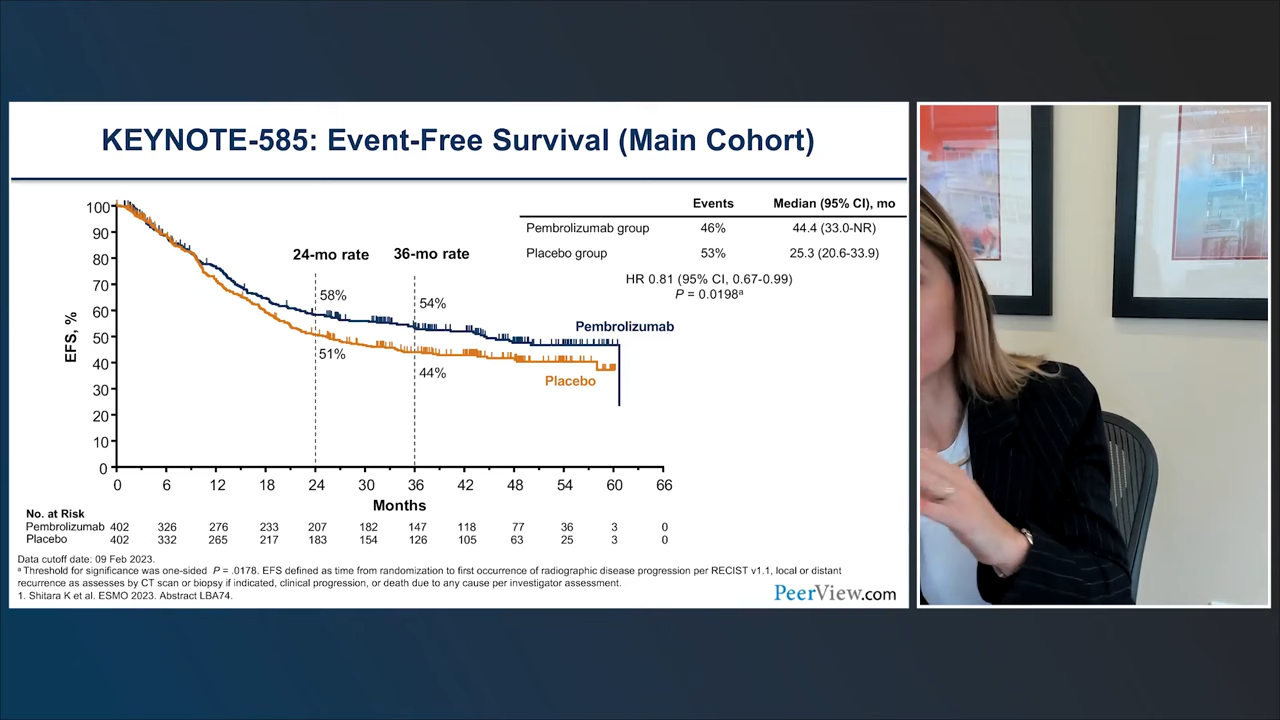 KEYNOTE-585: Event-Free Survival (Main Cohort)
Events Median (95% CI), mo
Pembrolizumab group 46% 44.4 (33.0-NR)
Placebo group 53% 25.3 (20.6-33.9)
HR 0.81 (95% CI, 0.67-0.99)
P = 0.0198ᵃ
24-mo rate 36-mo rate
58% 54%
51% 44%
Pembrolizumab
Placebo
EFS, %
100
90
80
70
60
50
40
30
20
10
0
0 6 12 18 24 30 36 42 48 54 60 66
Months
No. at Risk
Pembrolizumab 402 326 276 233 207 182 147 118 77 36 3 0
Placebo 402 332 265 217 183 154 126 105 63 25 3 0
Data cutoff date: 09 Feb 2023.
ᵃ Threshold for significance was one-sided P = .0178. EFS defined as time from randomization to first occurrence of radiographic disease progression per RECIST v1.1, local or distant
recurrence as assesses by CT scan or biopsy if indicated, clinical progression, or death due to any cause per investigator assessment.
1. Shitara K et al. ESMO 2023. Abstract LBA74.
PeerView.com